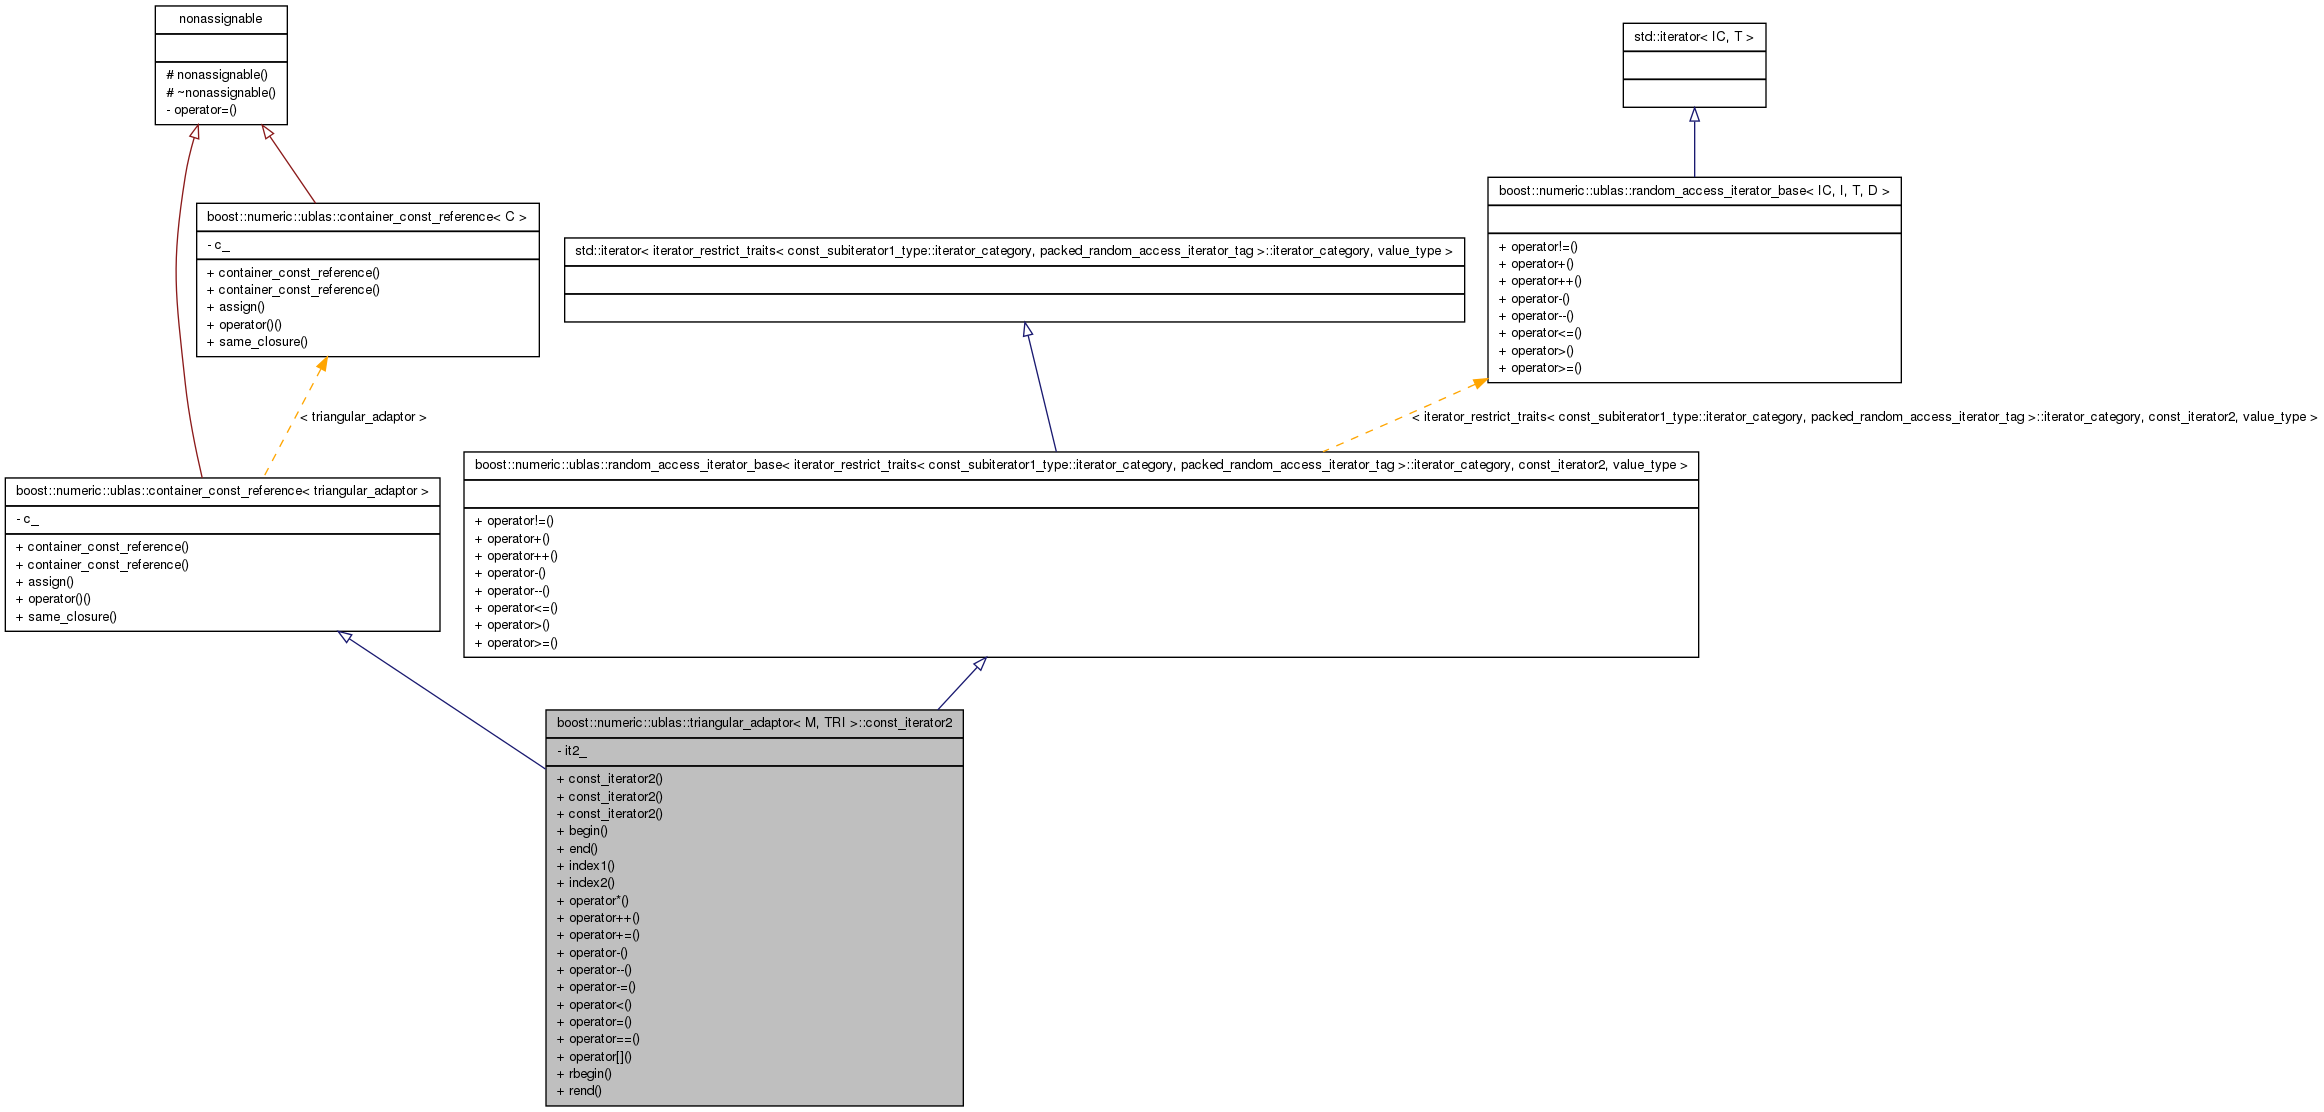 nonassignable
# nonassignable()
# ~nonassignable()
- operator=()
std::iterator< IC, T >
boost::numeric::ublas::container_const_reference< C >
- c_
+ container_const_reference()
+ container_const_reference()
+ assign()
+ operator()()
+ same_closure()
std::iterator< iterator_restrict_traits< const_subiterator1_type::iterator_category, packed_random_access_iterator_tag >::iterator_category, value_type >
boost::numeric::ublas::random_access_iterator_base< IC, I, T, D >
+ operator!=()
+ operator+()
+ operator++()
+ operator-()
+ operator--()
+ operator<=()
+ operator>()
+ operator>=()
< triangular_adaptor >
< iterator_restrict_traits< const_subiterator1_type::iterator_category, packed_random_access_iterator_tag >::iterator_category, const_iterator2, value_type >
boost::numeric::ublas::container_const_reference< triangular_adaptor >
- c_
+ container_const_reference()
+ container_const_reference()
+ assign()
+ operator()()
+ same_closure()
boost::numeric::ublas::random_access_iterator_base< iterator_restrict_traits< const_subiterator1_type::iterator_category, packed_random_access_iterator_tag >::iterator_category, const_iterator2, value_type >
+ operator!=()
+ operator+()
+ operator++()
+ operator-()
+ operator--()
+ operator<=()
+ operator>()
+ operator>=()
boost::numeric::ublas::triangular_adaptor< M, TRI >::const_iterator2
- it2_
+ const_iterator2()
+ const_iterator2()
+ const_iterator2()
+ begin()
+ end()
+ index1()
+ index2()
+ operator*()
+ operator++()
+ operator+=()
+ operator-()
+ operator--()
+ operator-=()
+ operator<()
+ operator=()
+ operator==()
+ operator[]()
+ rbegin()
+ rend()